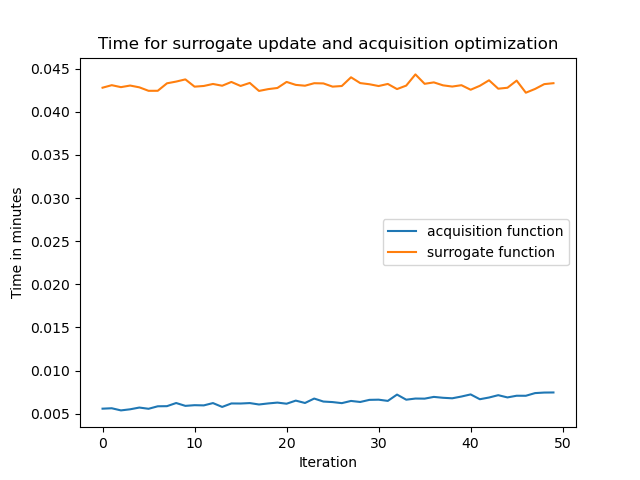 Time for surrogate update and acquisition optimization
Time in minutes
0.045
0.040
0.035
0.030
0.025
0.020
0.015
0.010
0.005
acquisition function
surrogate function
0 10 20 30 40 50
Iteration